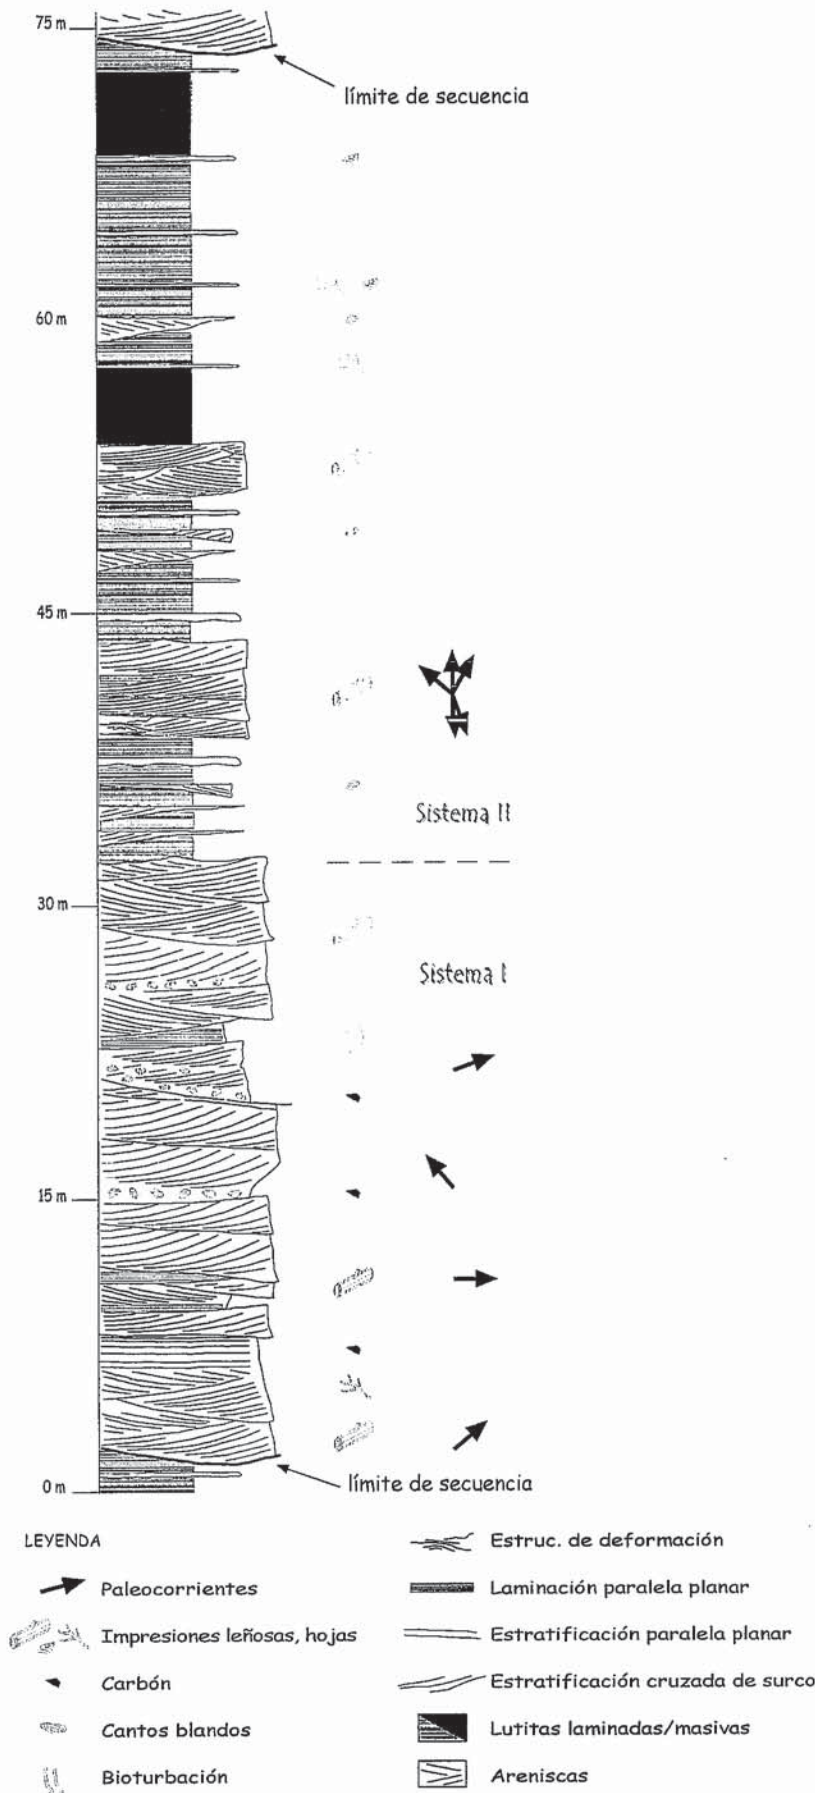 75 m
límite de secuencia
60 m
45 m
Sistema II
30 m
Sistema I
15 m
límite de secuencia
0 m
LEYENDA
Paleocorrientes
Impresiones leñosas, hojas
Carbón
Cantos blandos
Bioturbación
Estruc. de deformación
Laminación paralela planar
Estratificación paralela planar
Estratificación cruzada de surco
Lutitas laminadas/masivas
Areniscas